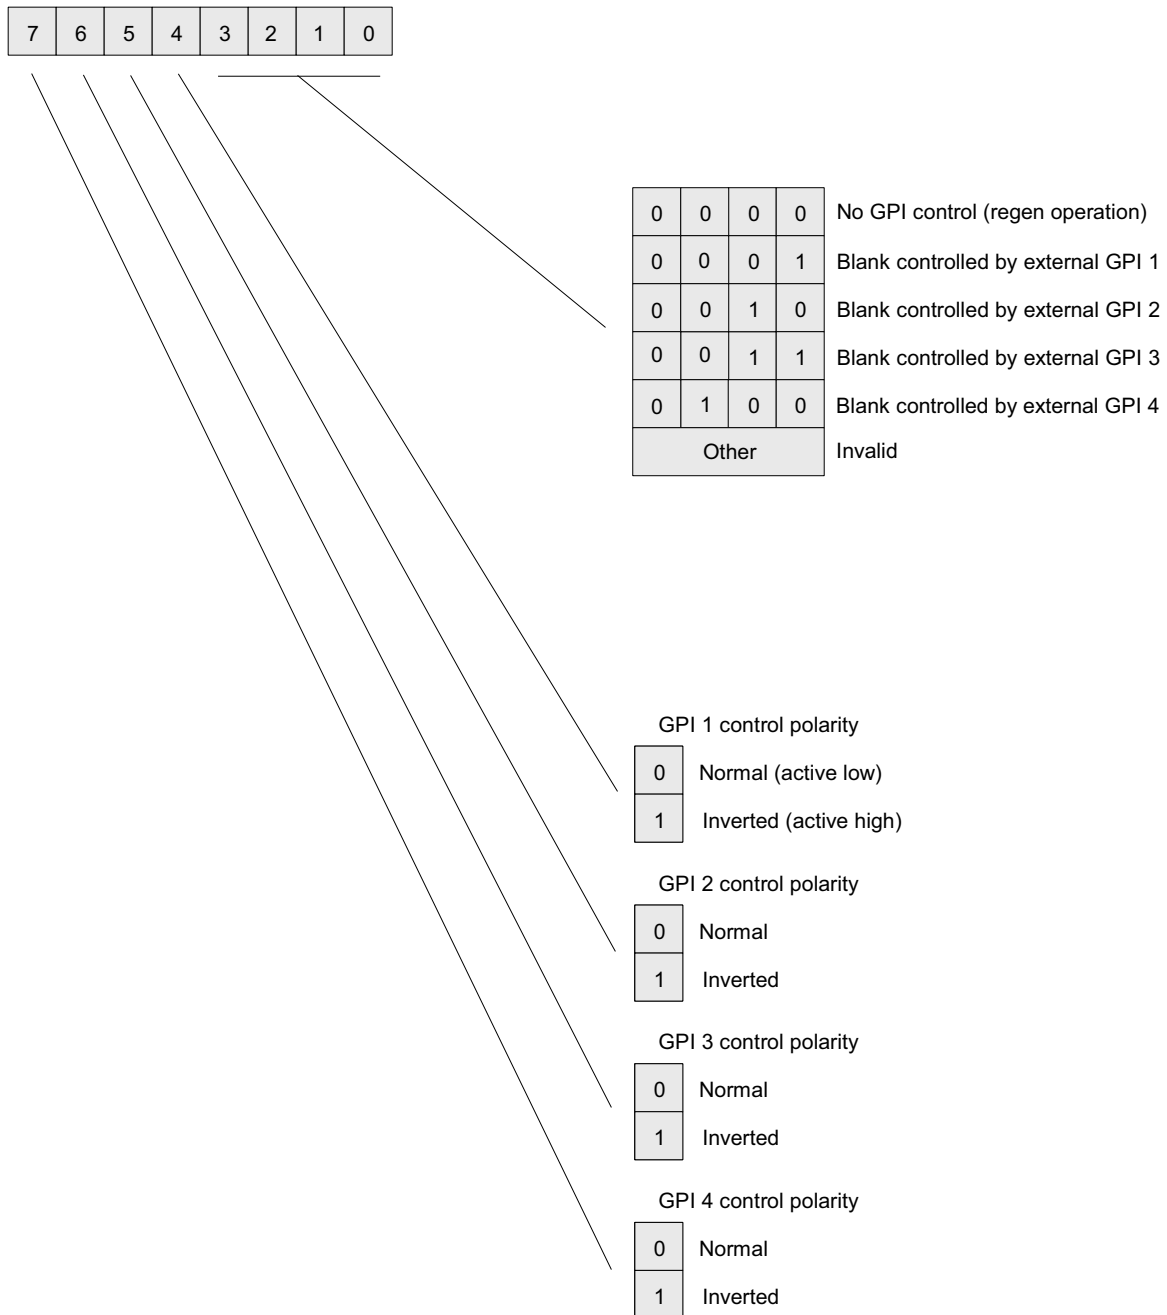 7 6 5 4 3 2 1 0
0 0 0 0 No GPI control (regen operation)
0 0 0 1 Blank controlled by external GPI 1
0 0 1 0 Blank controlled by external GPI 2
0 0 1 1 Blank controlled by external GPI 3
0 1 0 0 Blank controlled by external GPI 4
Other Invalid
GPI 1 control polarity
0 Normal (active low)
1 Inverted (active high)
GPI 2 control polarity
0 Normal
1 Inverted
GPI 3 control polarity
0 Normal
1 Inverted
GPI 4 control polarity
0 Normal
1 Inverted